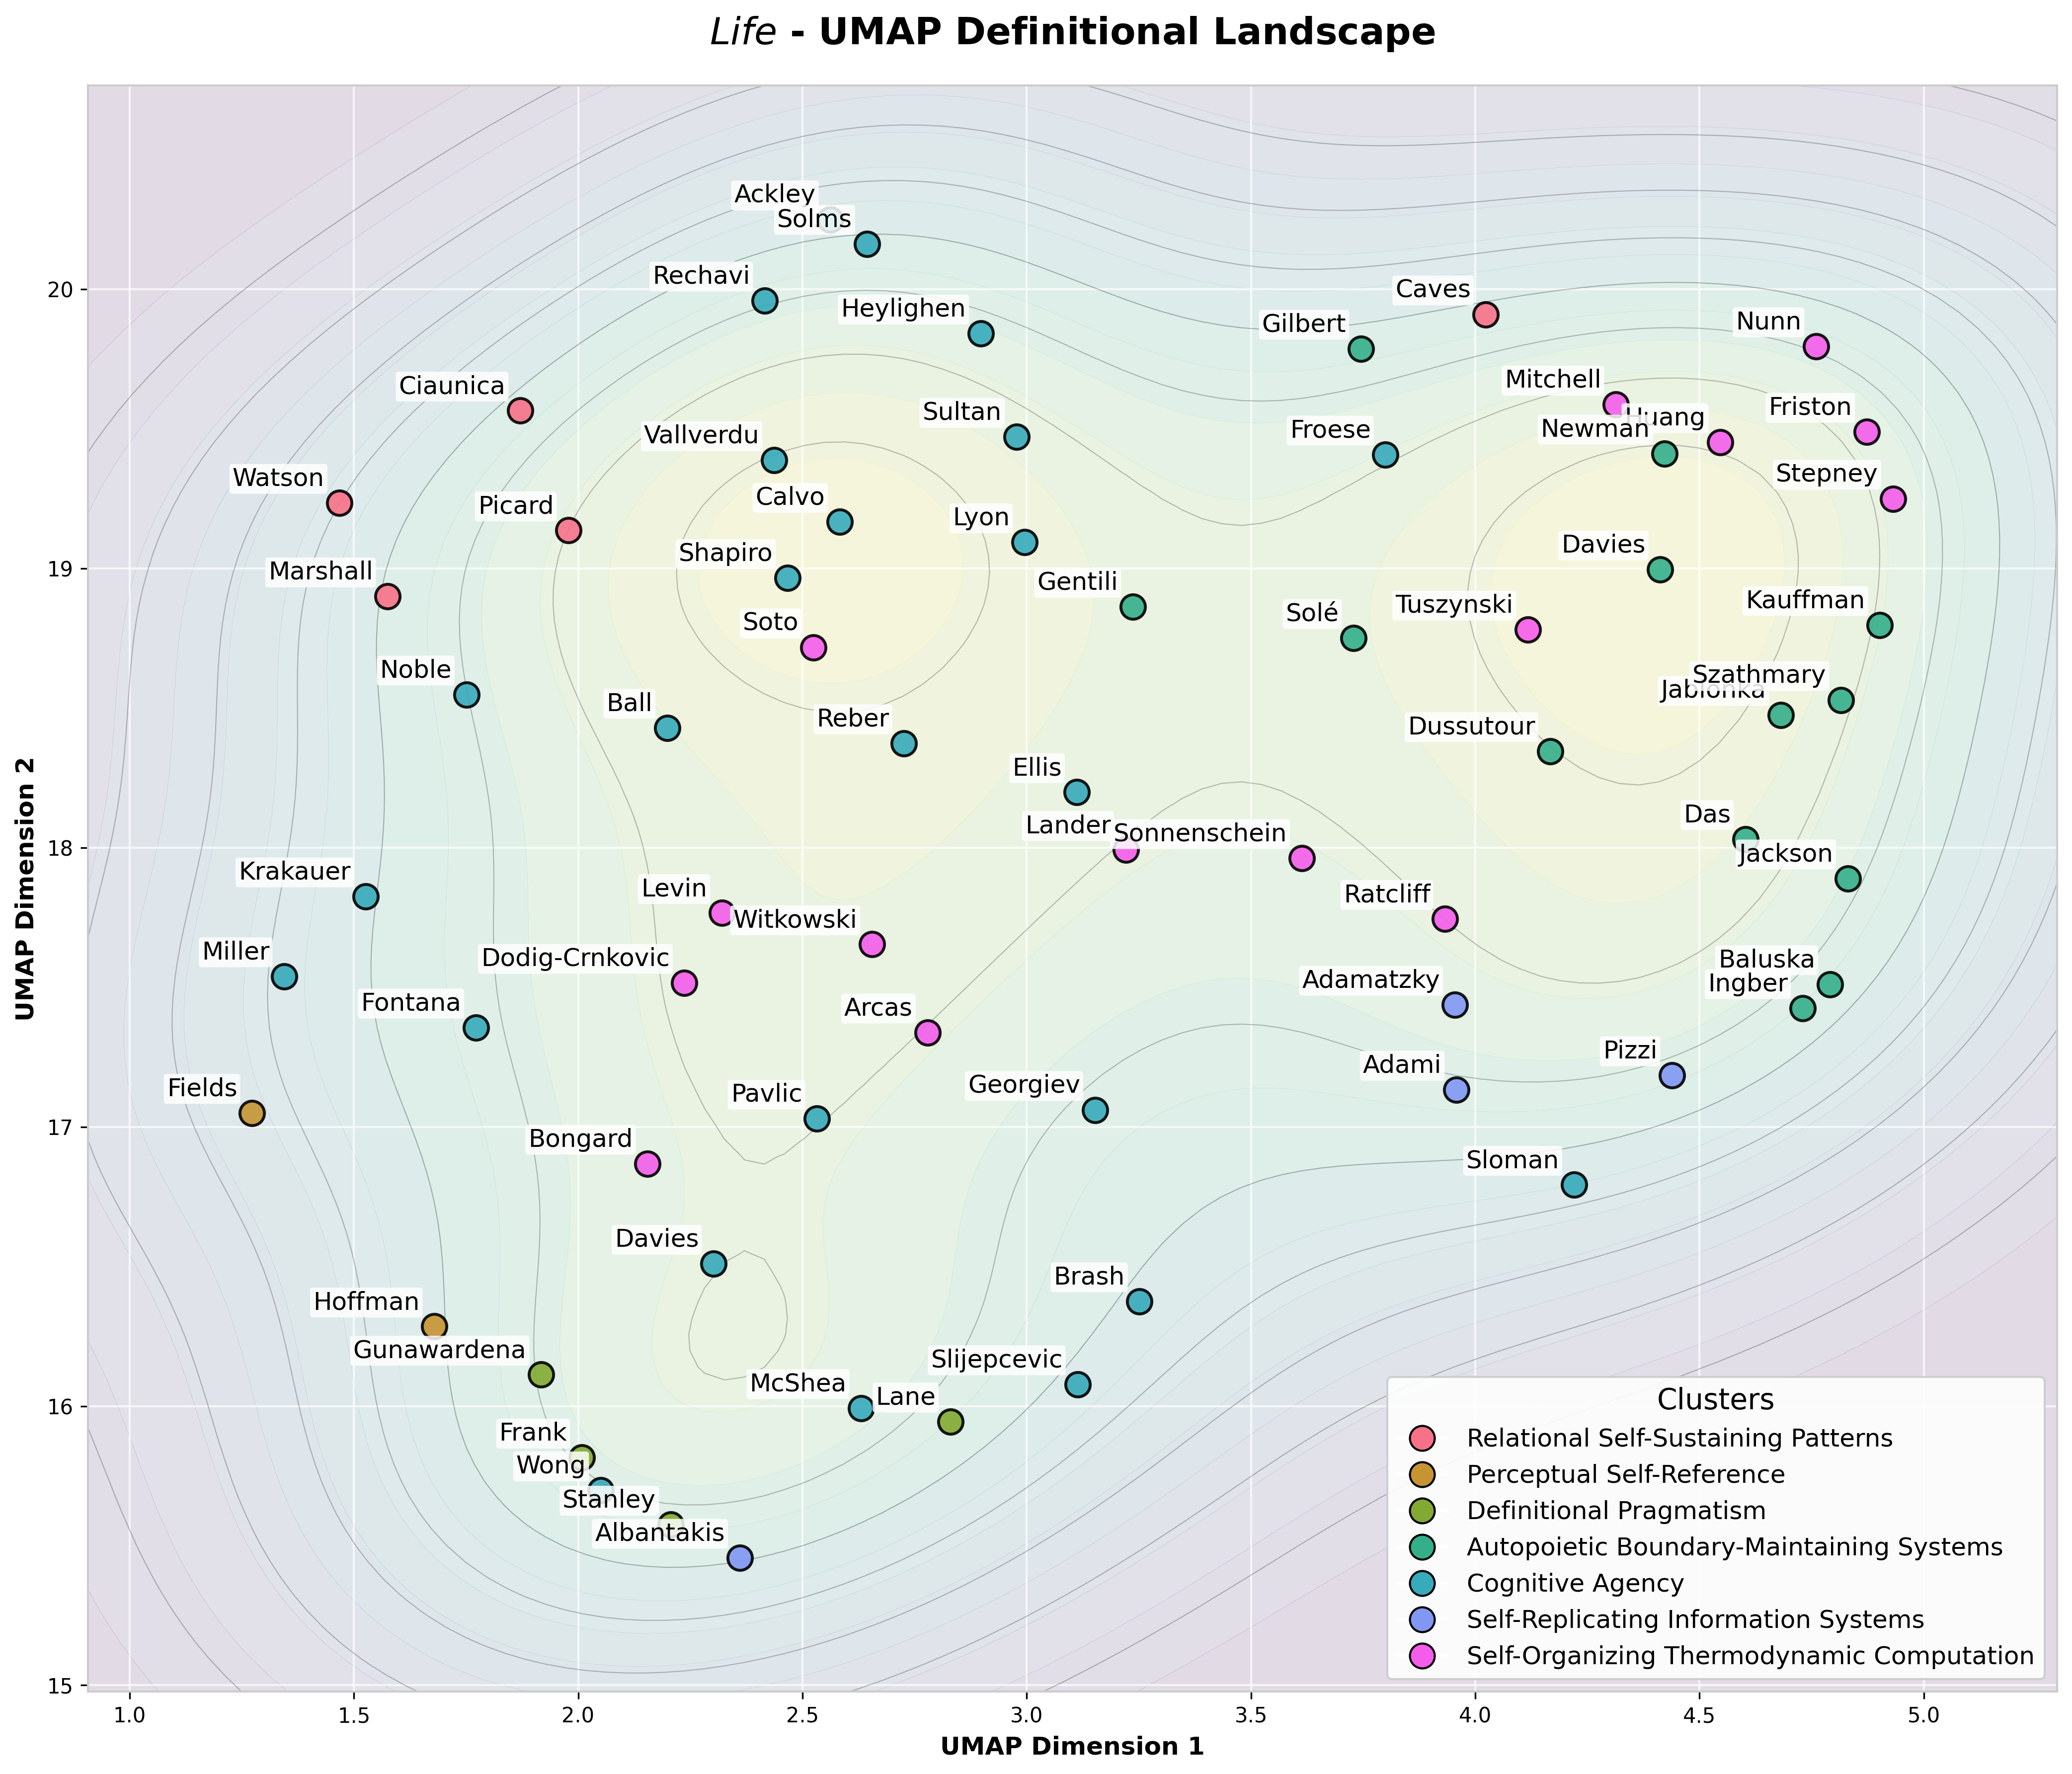 Life - UMAP Definitional Landscape
Ackley
Solms
Rechavi
Caves
Heylighen
Gilbert
Nunn
Ciaunica
Mitchell
Sultan
Friston
Huang
Newman
Froese
Vallverdu
Watson
Stepney
Calvo
Picard
Lyon
Davies
Shapiro
Marshall
Gentili
Kauffman
Tuszynski
Solé
Soto
Szathmary
Noble
Jablonka
Ball
Reber
Dussutour
Ellis
Das
Lander
Sonnenschein
Jackson
Krakauer
Levin
Ratcliff
Witkowski
Miller
Dodig-Crnkovic
Baluska
Adamatzky
Ingber
Fontana
Arcas
Pizzi
Adami
Fields
Georgiev
Pavlic
Bongard
Sloman
Davies
Brash
Hoffman
Gunawardena
Slijepcevic
McShea
Lane
Frank
Wong
Stanley
Albantakis
Clusters
Relational Self-Sustaining Patterns
Perceptual Self-Reference
Definitional Pragmatism
Autopoietic Boundary-Maintaining Systems
Cognitive Agency
Self-Replicating Information Systems
Self-Organizing Thermodynamic Computation
20
19
18
17
16
15
UMAP Dimension 2
1.0 1.5 2.0 2.5 3.0 3.5 4.0 4.5 5.0
UMAP Dimension 1